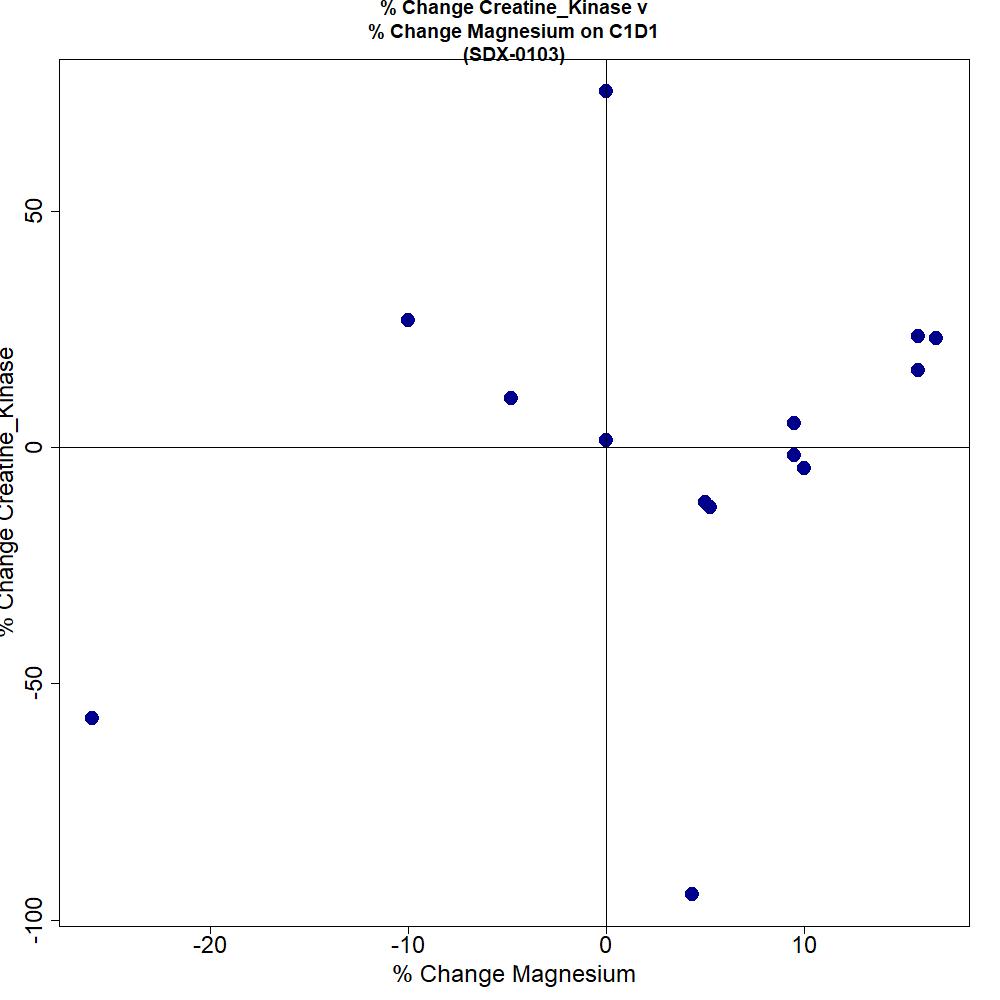 % Change Creatine_Kinase v
% Change Magnesium on C1D1
(SDX-0103)
% Change Creatine_Kinase
50
0
-50
-100
-20
-10
0
10
% Change Magnesium